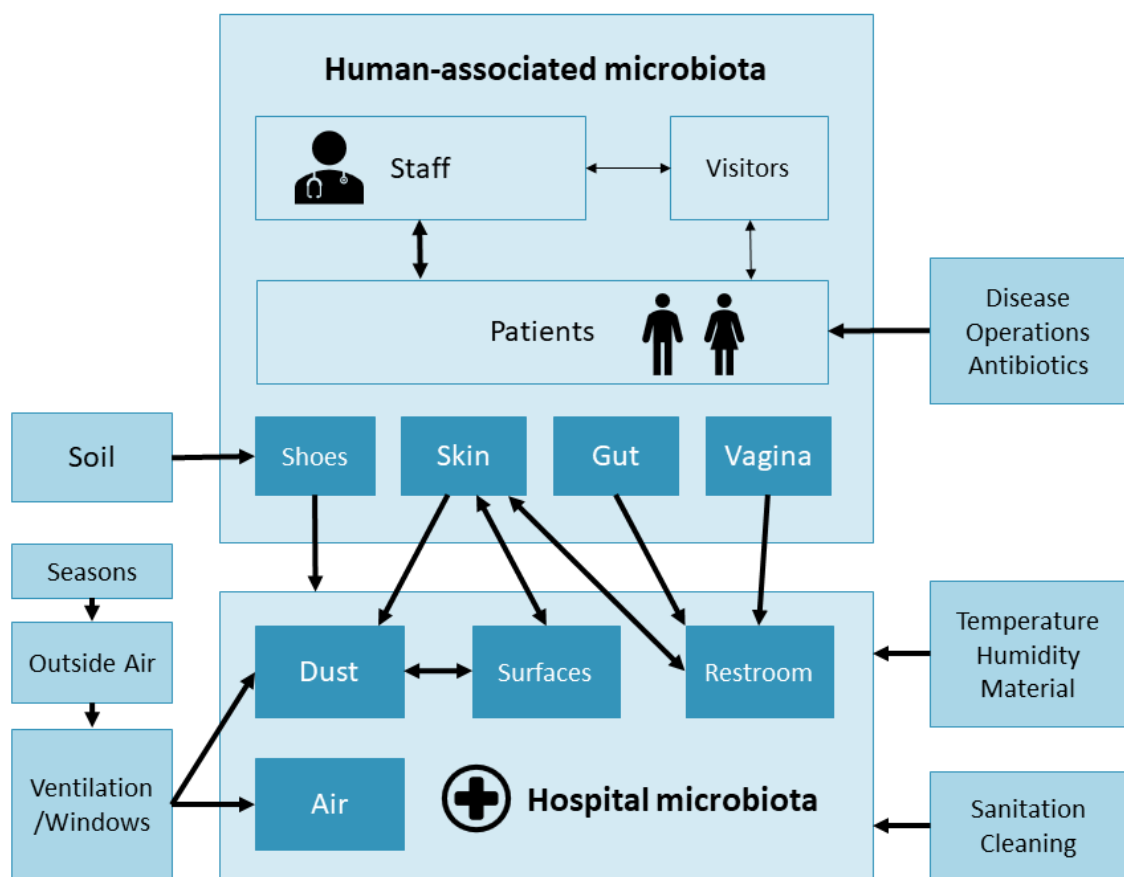 Human-associated microbiota
Staff
Visitors
Patients
Disease
Operations
Antibiotics
Soil
Shoes
Skin
Gut
Vagina
Seasons
Outside Air
Ventilation
/Windows
Dust
Surfaces
Restroom
Air
Hospital microbiota
Temperature
Humidity
Material
Sanitation
Cleaning